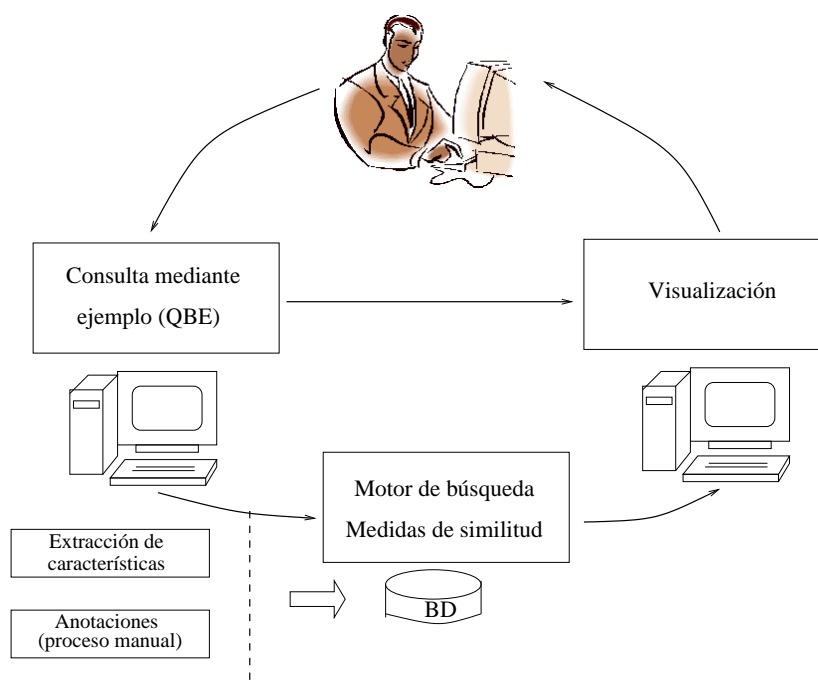 Consulta mediante
ejemplo (QBE)
Visualización
Motor de búsqueda
Medidas de similitud
Extracción de
características
BD
Anotaciones
(proceso manual)